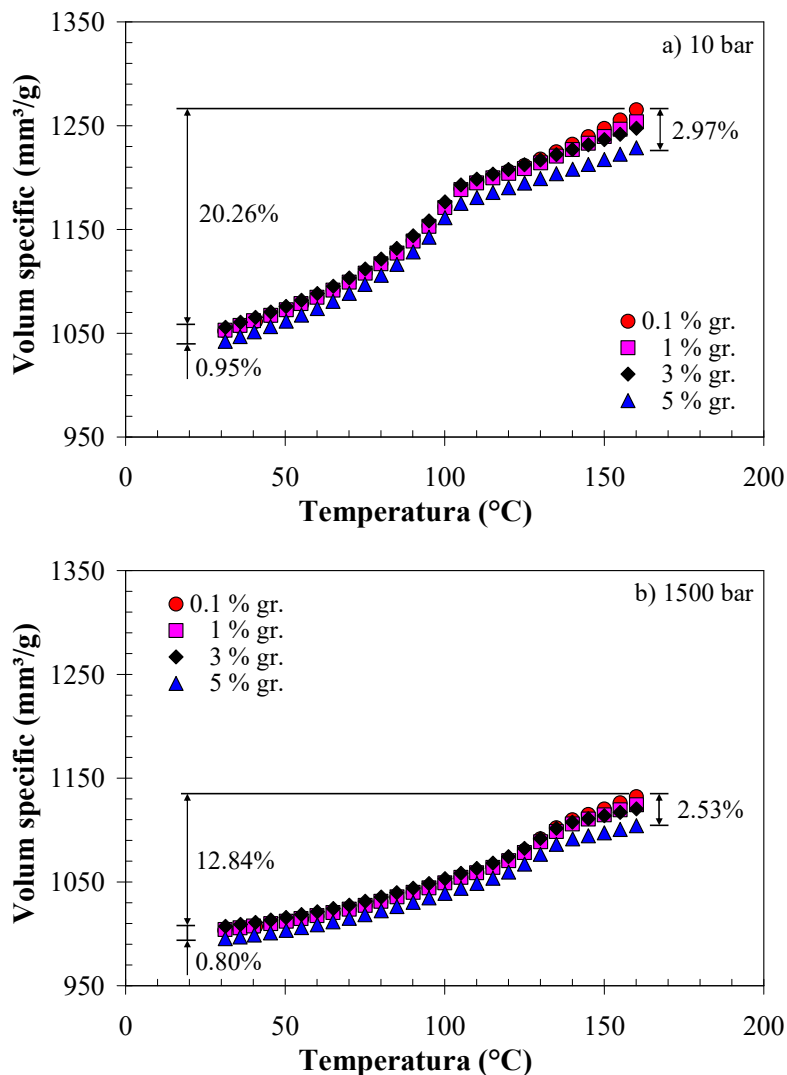 a) 10 bar
1350
1250
1150
1050
950
Volum specific (mm³/g)
20.26%
0.95%
2.97%
0.1 % gr.
1 % gr.
3 % gr.
5 % gr.
0
50
100
150
200
Temperatura (°C)
b) 1500 bar
1350
1250
1150
1050
950
Volum specific (mm³/g)
0.1 % gr.
1 % gr.
3 % gr.
5 % gr.
12.84%
0.80%
2.53%
0
50
100
150
200
Temperatura (°C)